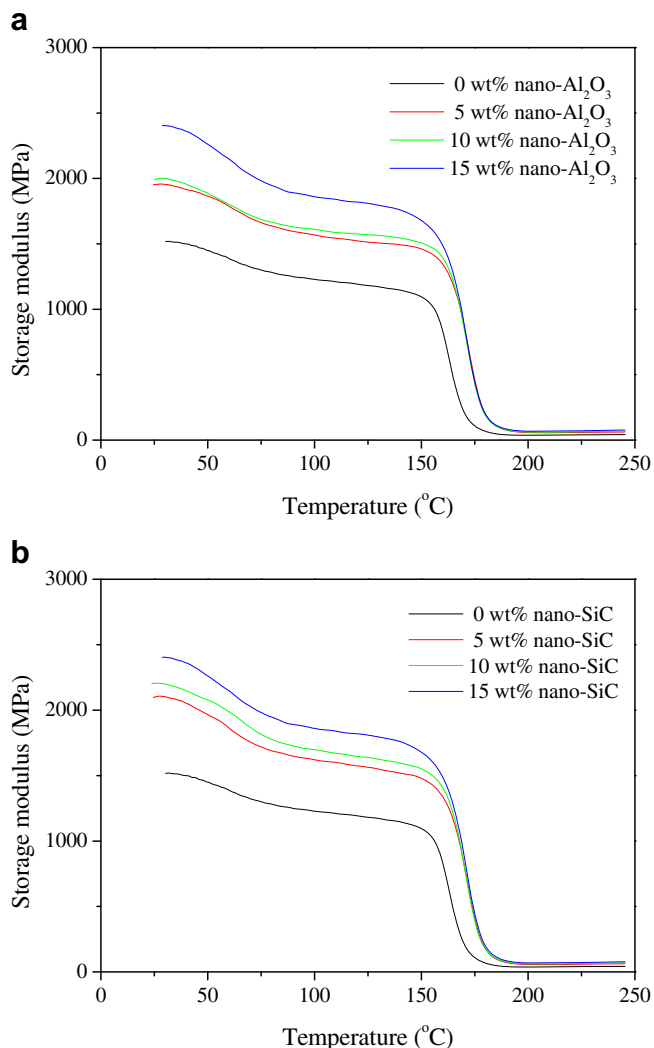 a
3000
2000
1000
0
0 wt% nano-Al₂O₃
5 wt% nano-Al₂O₃
10 wt% nano-Al₂O₃
15 wt% nano-Al₂O₃
Storage modulus (MPa)
0 50 100 150 200 250
Temperature (°C)
b
3000
2000
1000
0
0 wt% nano-SiC
5 wt% nano-SiC
10 wt% nano-SiC
15 wt% nano-SiC
Storage modulus (MPa)
0 50 100 150 200 250
Temperature (°C)